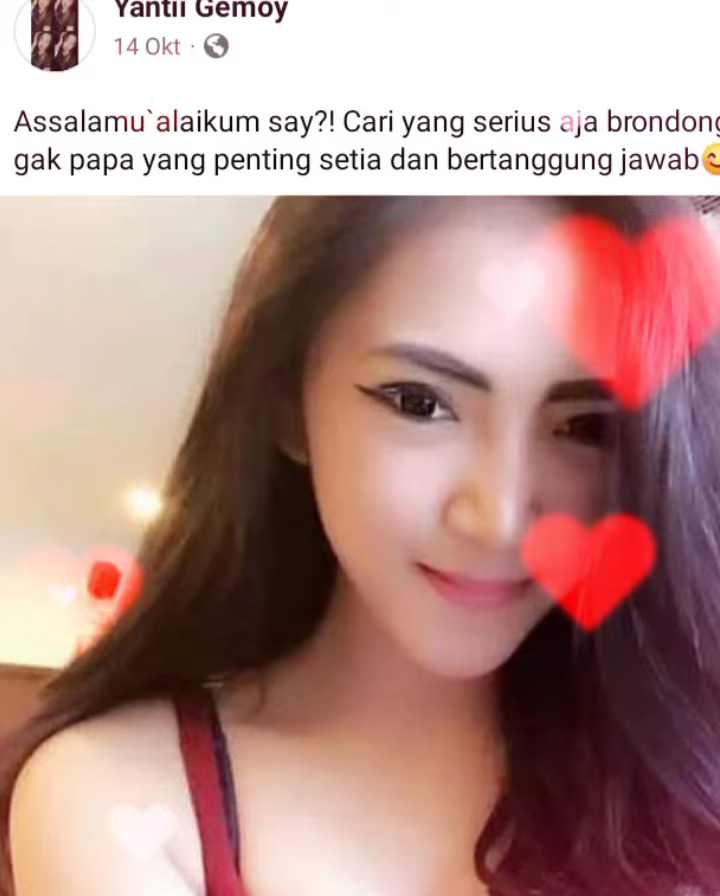 Yantii Gemoy
14 Okt ·
Assalamu`alaikum say?! Cari yang serius aja brondong
gak papa yang penting setia dan bertanggung jawab😊